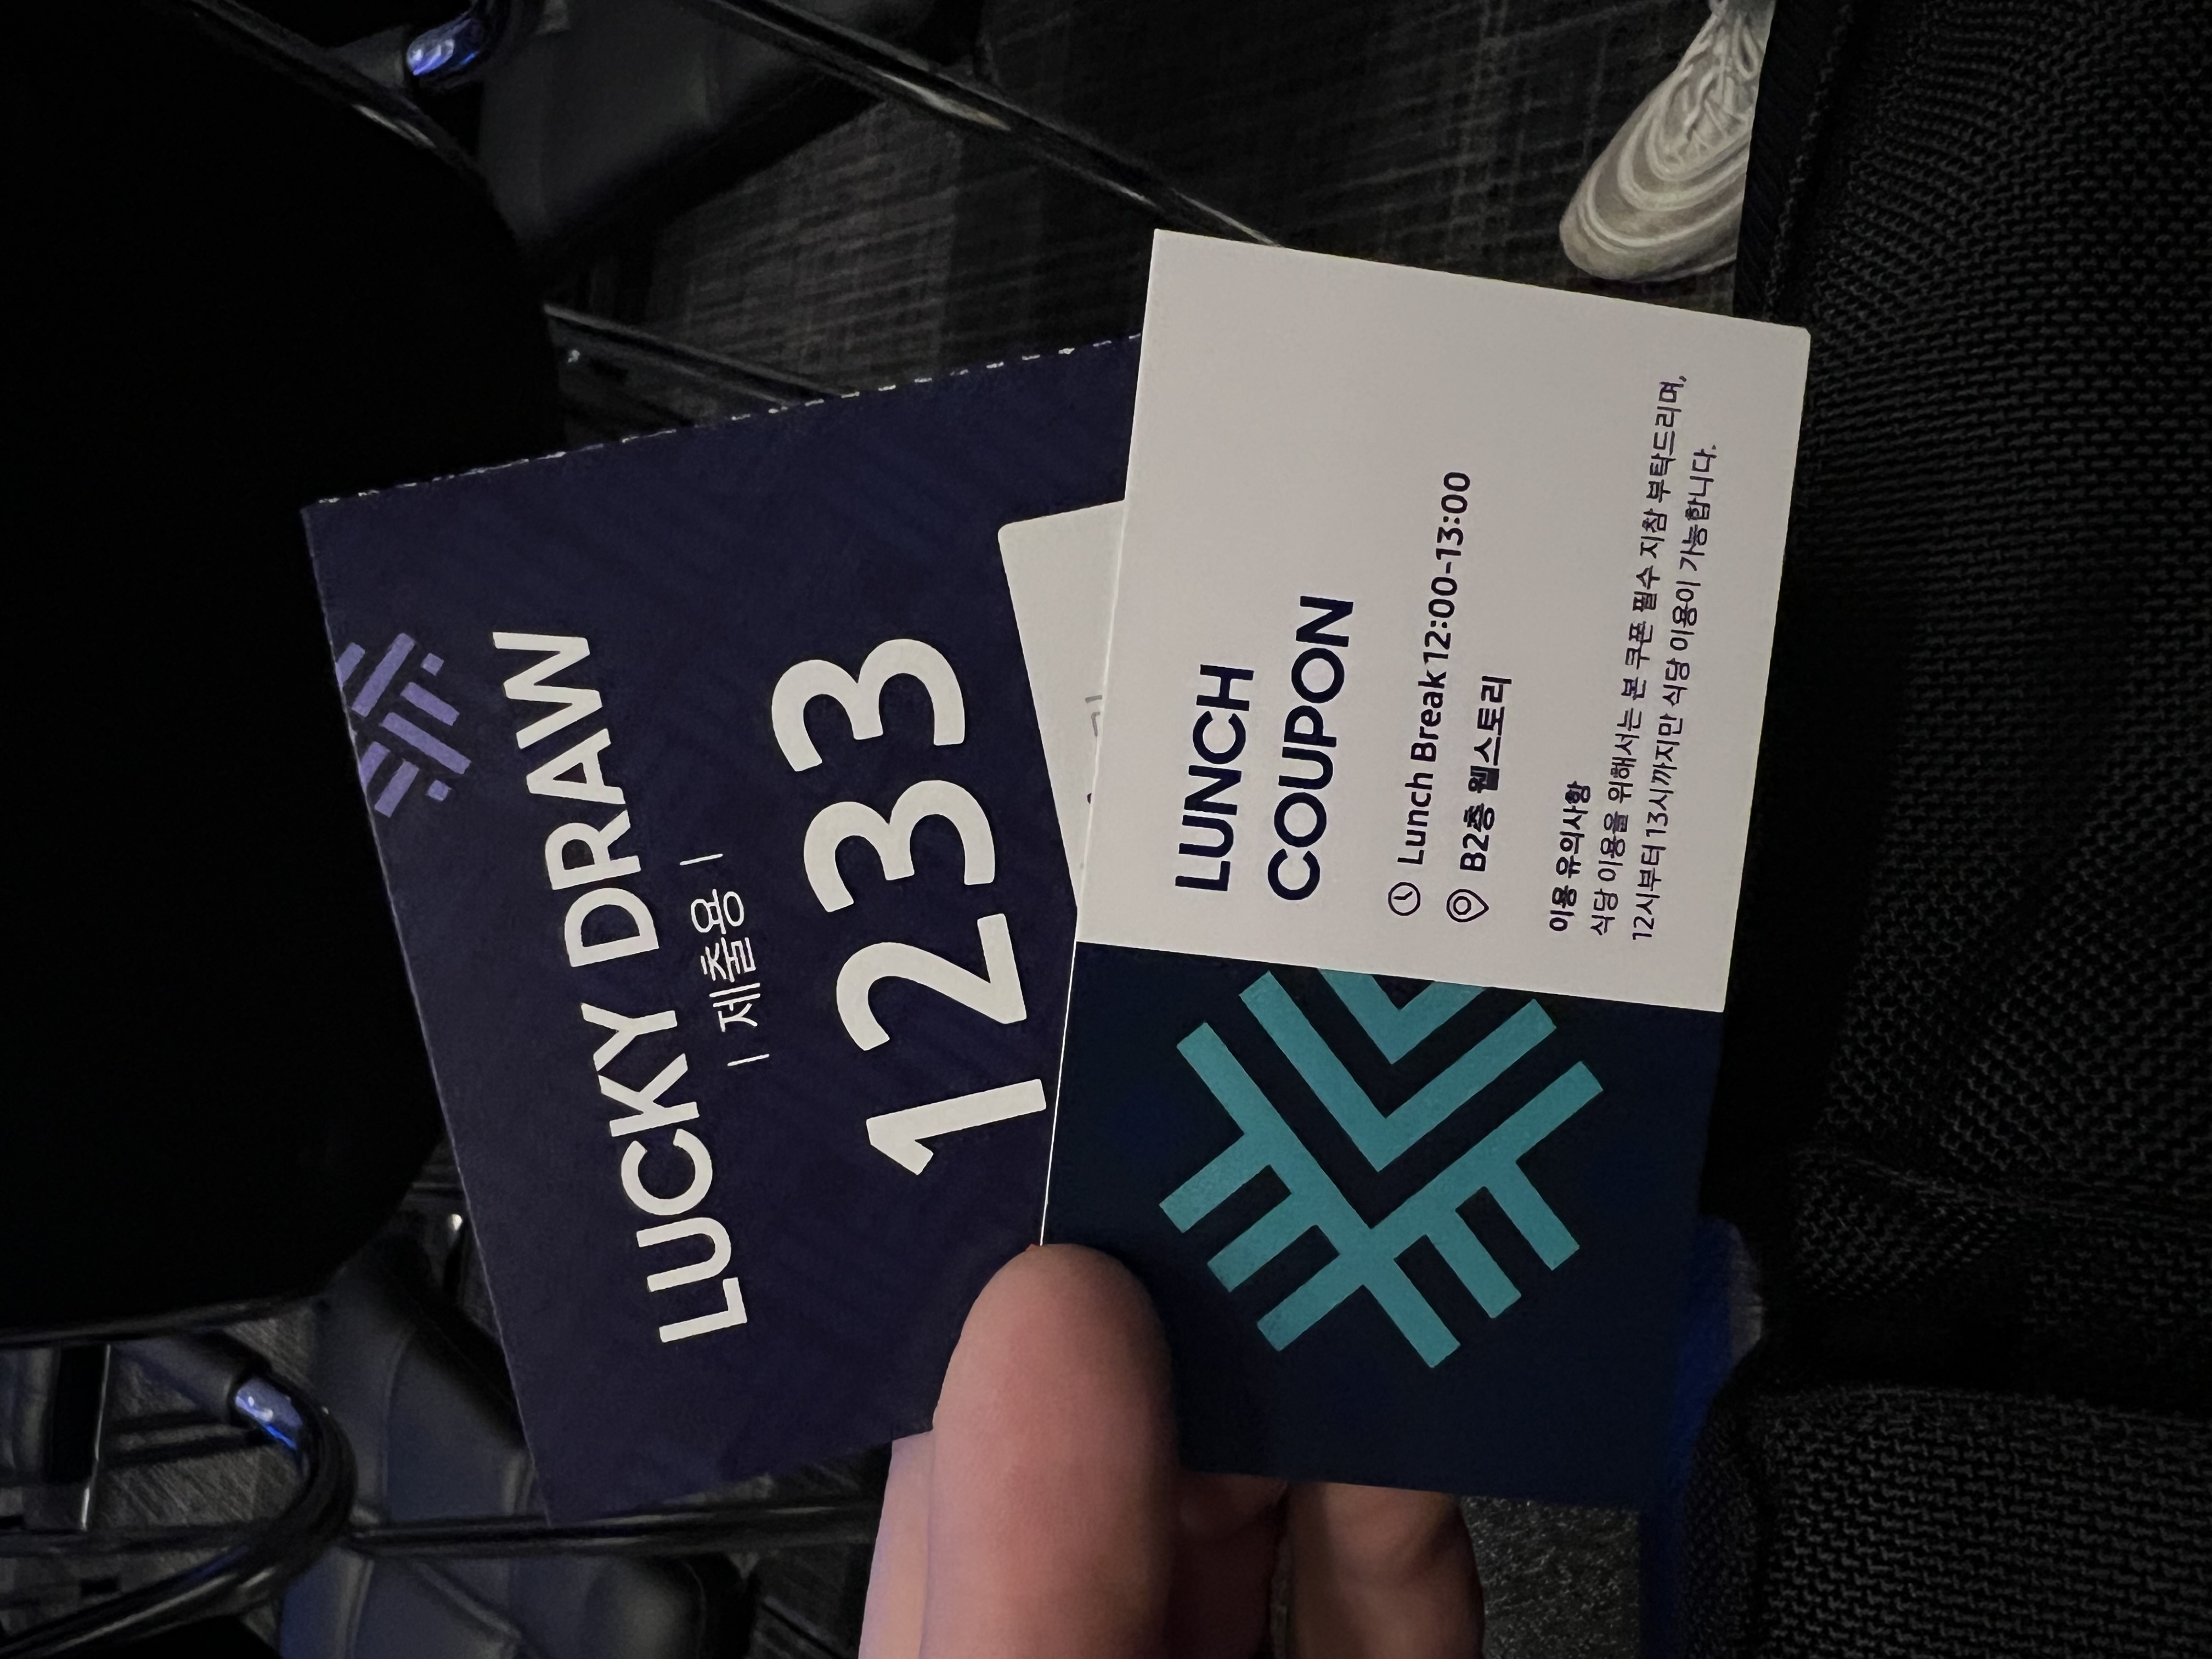 LUCKY DRAW
| 제출용 |
1233
LUNCH
COUPON
Lunch Break 12:00-13:00
B2층 웰스토리
이용 유의사항
식당 이용을 위해서는 본 쿠폰 필수 지참 부탁드리며,
12시부터 13시까지만 식당 이용이 가능합니다.